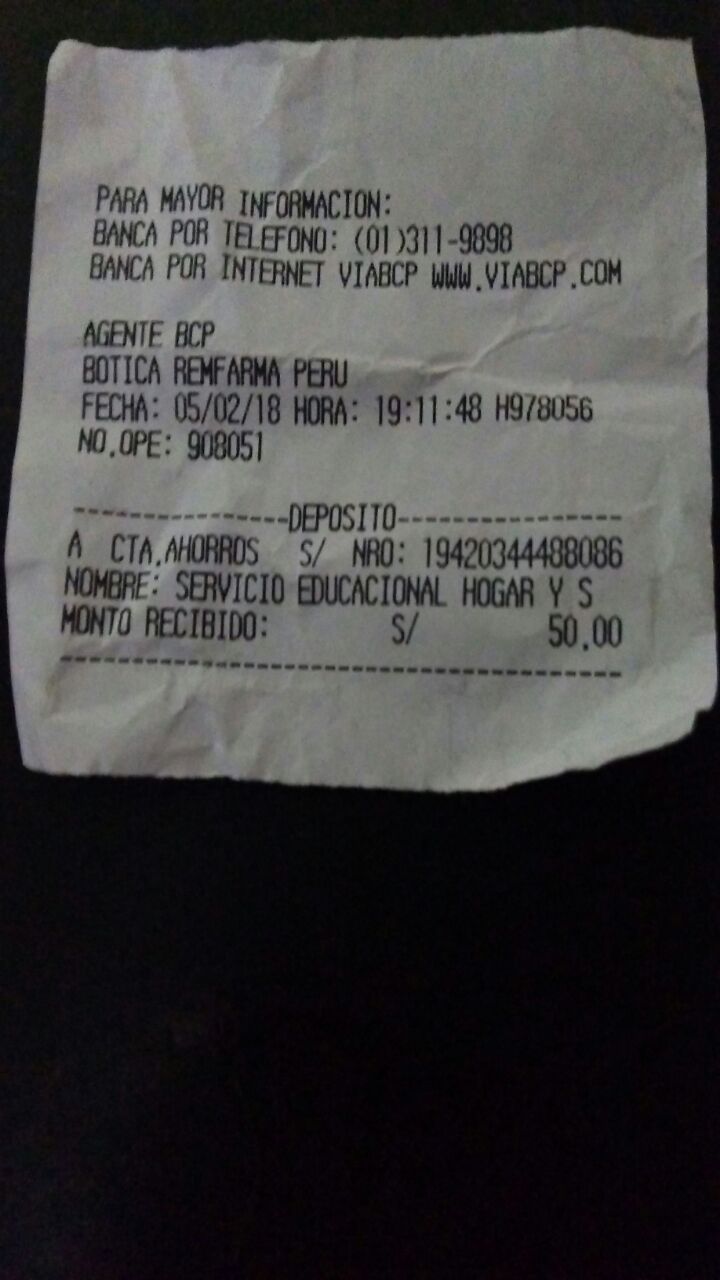 PARA MAYOR INFORMACION:
BANCA POR TELEFONO: (01)311-9898
BANCA POR INTERNET VIABCP WWW.VIABCP.COM
AGENTE BCP
BOTICA REMFARMA PERU
FECHA: 05/02/18 HORA: 19:11:48 H978056
NO.OPE: 908051
----------------DEPOSITO----------------
A CTA.AHORROS S/ NRO: 19420344488086
NOMBRE: SERVICIO EDUCACIONAL HOGAR Y S
MONTO RECIBIDO: S/ 50.00
----------------------------------------